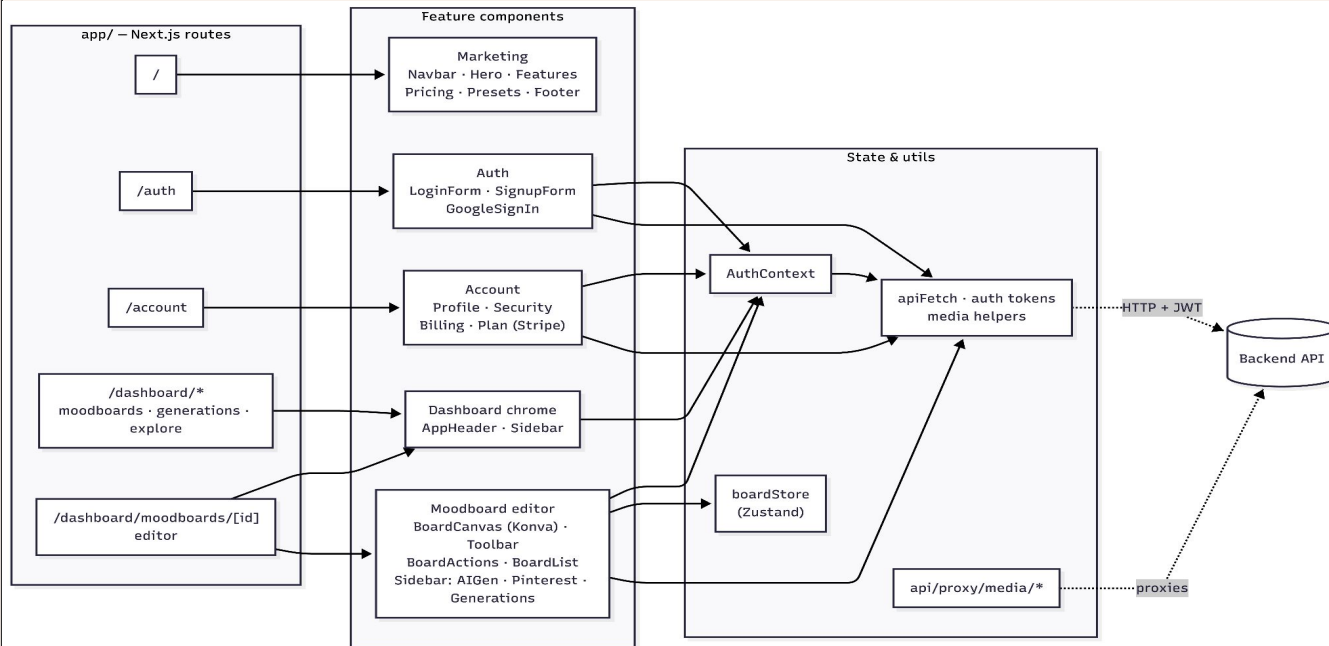 app/ — Next.js routes
/
/auth
/account
/dashboard/*
moodboards · generations ·
explore
/dashboard/moodboards/[id]
editor
Feature components
Marketing
Navbar · Hero · Features
Pricing · Presets · Footer
Auth
LoginForm · SignupForm
GoogleSignIn
Account
Profile · Security
Billing · Plan (Stripe)
Dashboard chrome
AppHeader · Sidebar
Moodboard editor
BoardCanvas (Konva) ·
Toolbar
BoardActions · BoardList
Sidebar: AIGen · Pinterest ·
Generations
State & utils
AuthContext
apiFetch · auth tokens
media helpers
boardStore
(Zustand)
api/proxy/media/*
HTTP + JWT
proxies
Backend API